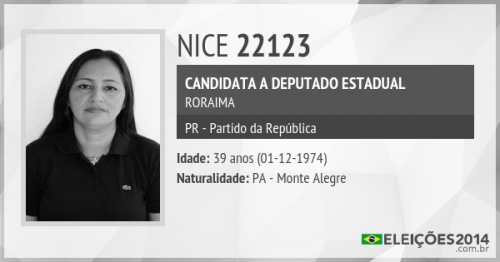 NICE 22123
CANDIDATA A DEPUTADO ESTADUAL
RORAIMA
PR - Partido da República
Idade: 39 anos (01-12-1974)
Naturalidade: PA - Monte Alegre
ELEIÇÕES2014
.com.br